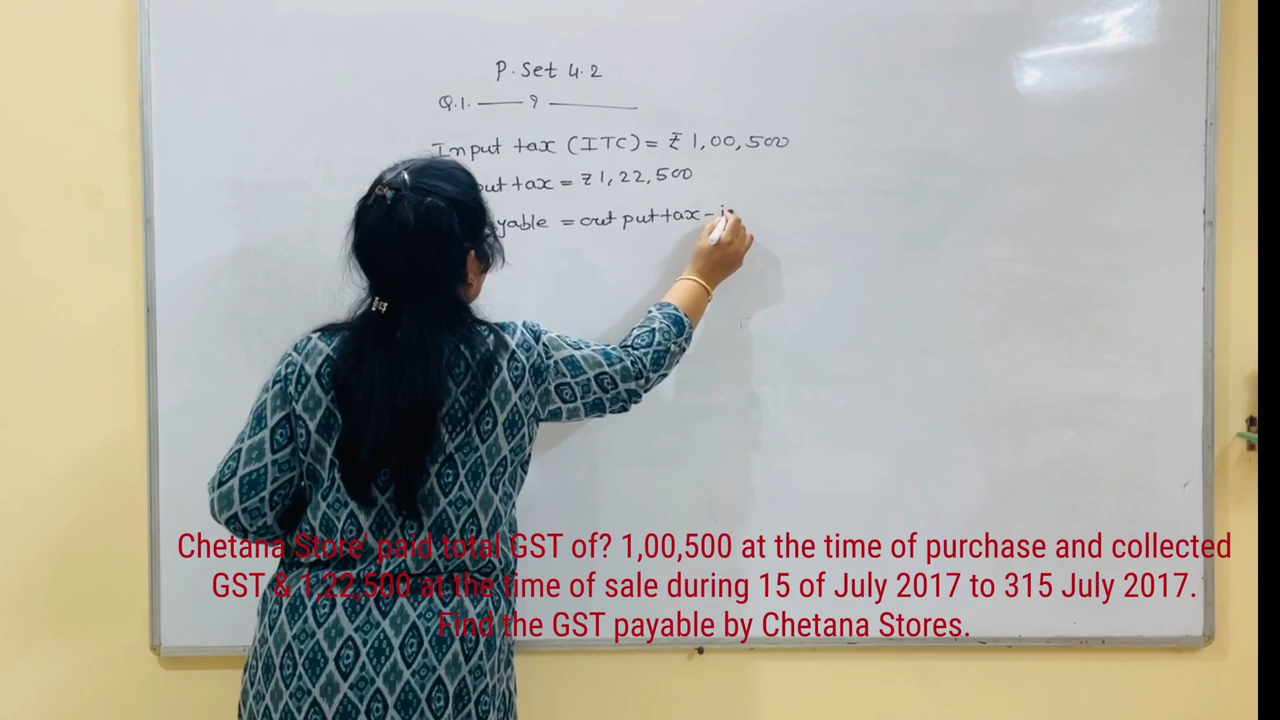 P. Set 4.2
Q.1. —— ? ————
Input tax (ITC) = ₹ 1,00,500
put tax = ₹ 1,22,500
yable = out put tax - i
Chetana Store' paid total GST of? 1,00,500 at the time of purchase and collected
GST & 1,22,500 at the time of sale during 15 of July 2017 to 315 July 2017.
Find the GST payable by Chetana Stores.